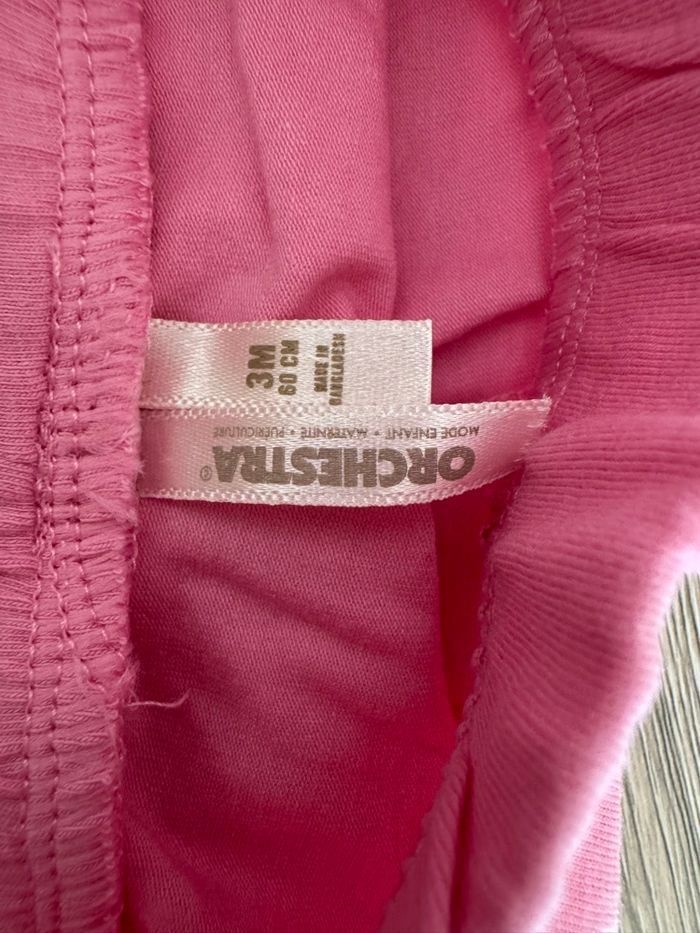 3M
60 CM
MADE IN
BANGLADESH
ORCHESTRA®
MODE ENFANT • MATERNITÉ • PUÉRICULTURE